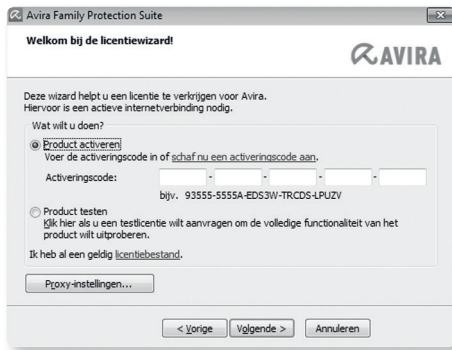 Avira Family Protection Suite
Welkom bij de licentiewizard!
AVIRA
Deze wizard helpt u een licentie te verkrijgen voor Avira.
Hiervoor is een actieve internetverbinding nodig.
Wat wilt u doen?
Product activeren
Voer de activeringscode in of schaf nu een activeringscode aan.
Activeringscode: - - - -
bijv. 93555-5555A-EDS3W-TRCDS-LPUZV
Product testen
Klik hier als u een testlicentie wilt aanvragen om de volledige functionaliteit van het
product wilt uitproberen.
Ik heb al een geldig licentiebestand.
Proxy-instellingen...
< Vorige Volgende > Annuleren